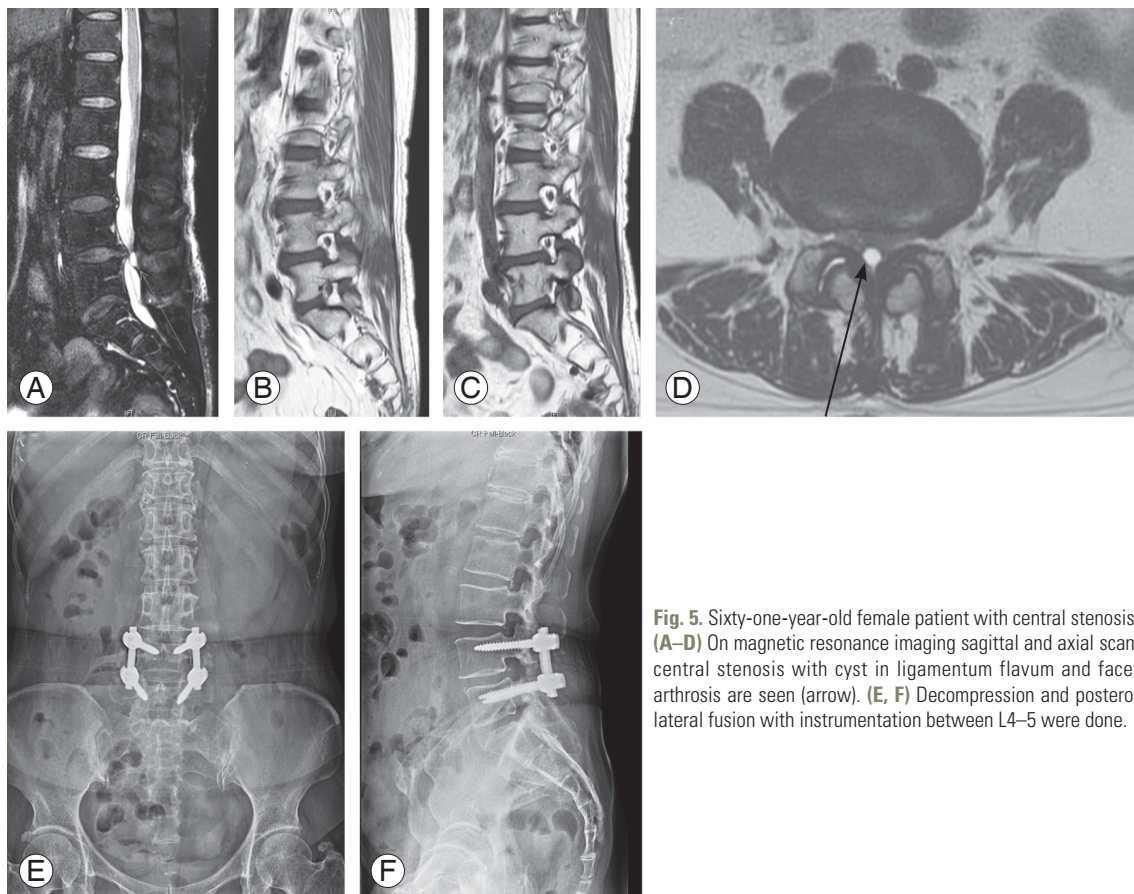 A
B
C
D
CR Full-Back
CR Full-Back
E
F
Fig. 5. Sixty-one-year-old female patient with central stenosis
(A–D) On magnetic resonance imaging sagittal and axial scan
central stenosis with cyst in ligamentum flavum and face
arthrosis are seen (arrow). (E, F) Decompression and postero
lateral fusion with instrumentation between L4–5 were done.